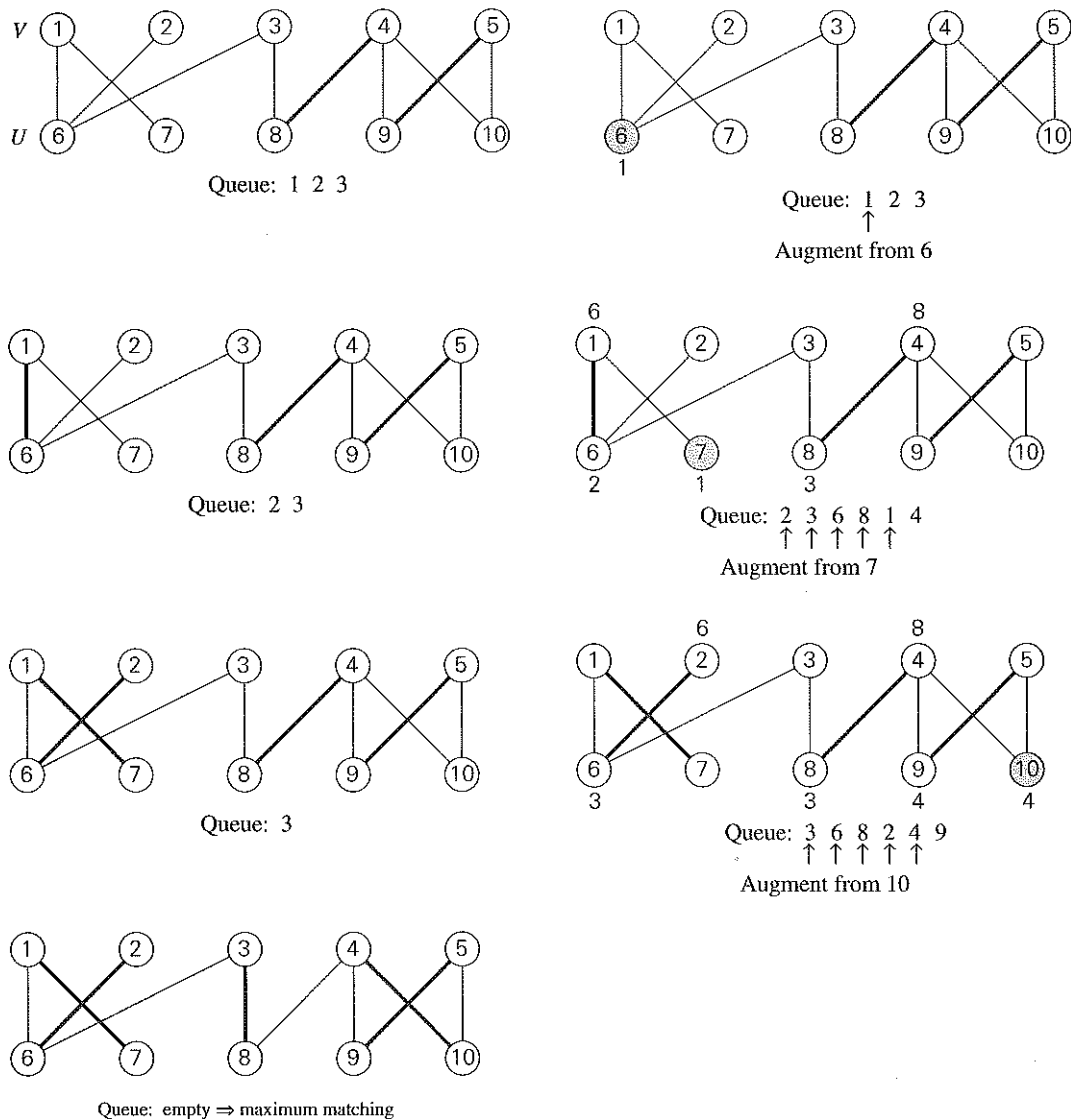 V 1 2 3 4 5
U 6 7 8 9 10
Queue: 1 2 3
1 2 3 4 5
6 7 8 9 10
1
Queue: 1 2 3
↑
Augment from 6
1 2 3 4 5
6 7 8 9 10
Queue: 2 3
6 8
1 2 3 4 5
6 7 8 9 10
2 1 3
Queue: 2 3 6 8 1 4
↑ ↑ ↑ ↑ ↑
Augment from 7
1 2 3 4 5
6 7 8 9 10
Queue: 3
6 8
1 2 3 4 5
6 7 8 9 10
3 3 4 4
Queue: 3 6 8 2 4 9
↑ ↑ ↑ ↑ ↑
Augment from 10
1 2 3 4 5
6 7 8 9 10
Queue: empty ⇒ maximum matching